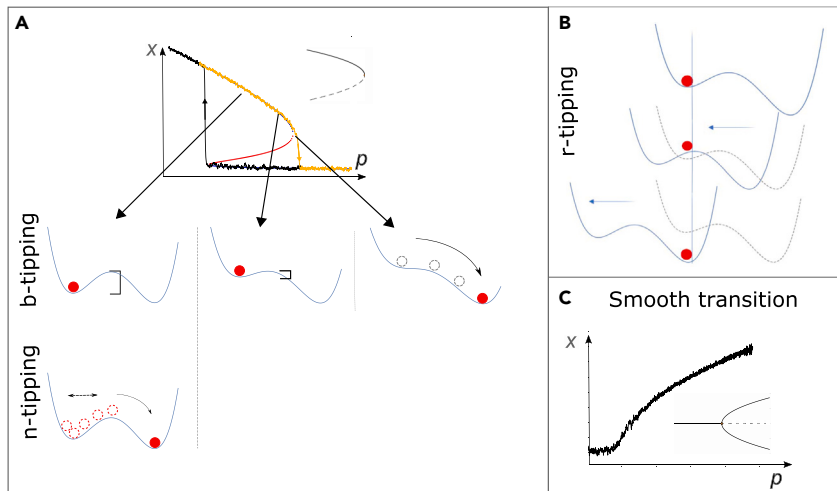 A
x
p
b-tipping
n-tipping
B
r-tipping
C
Smooth transition
x
p